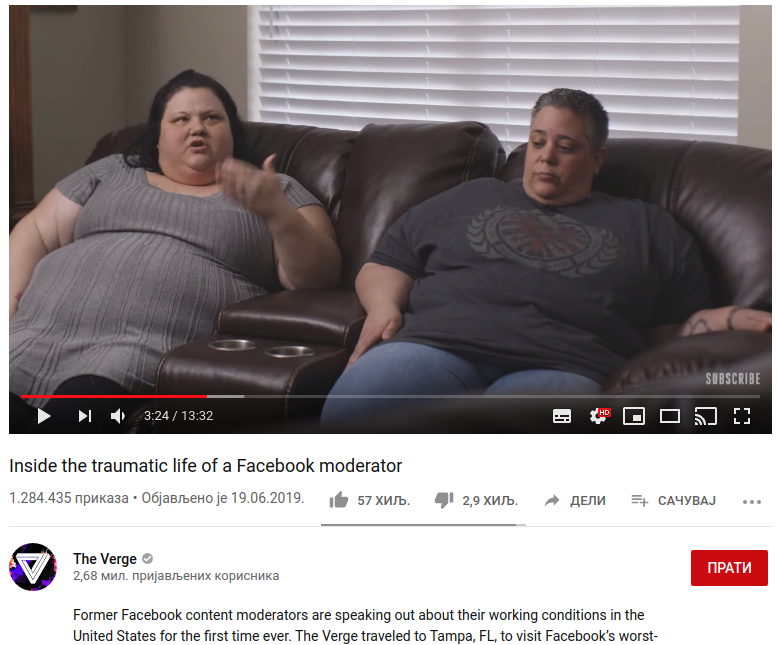 SUBSCRIBE
3:24 / 13:32
HD
Inside the traumatic life of a Facebook moderator
1.284.435 приказа • Објављено је 19.06.2019.
57 ХИЉ.
2,9 ХИЉ.
ДЕЛИ
САЧУВАЈ
The Verge
2,68 мил. пријављених корисника
ПРАТИ
Former Facebook content moderators are speaking out about their working conditions in the
United States for the first time ever. The Verge traveled to Tampa, FL, to visit Facebook’s worst-